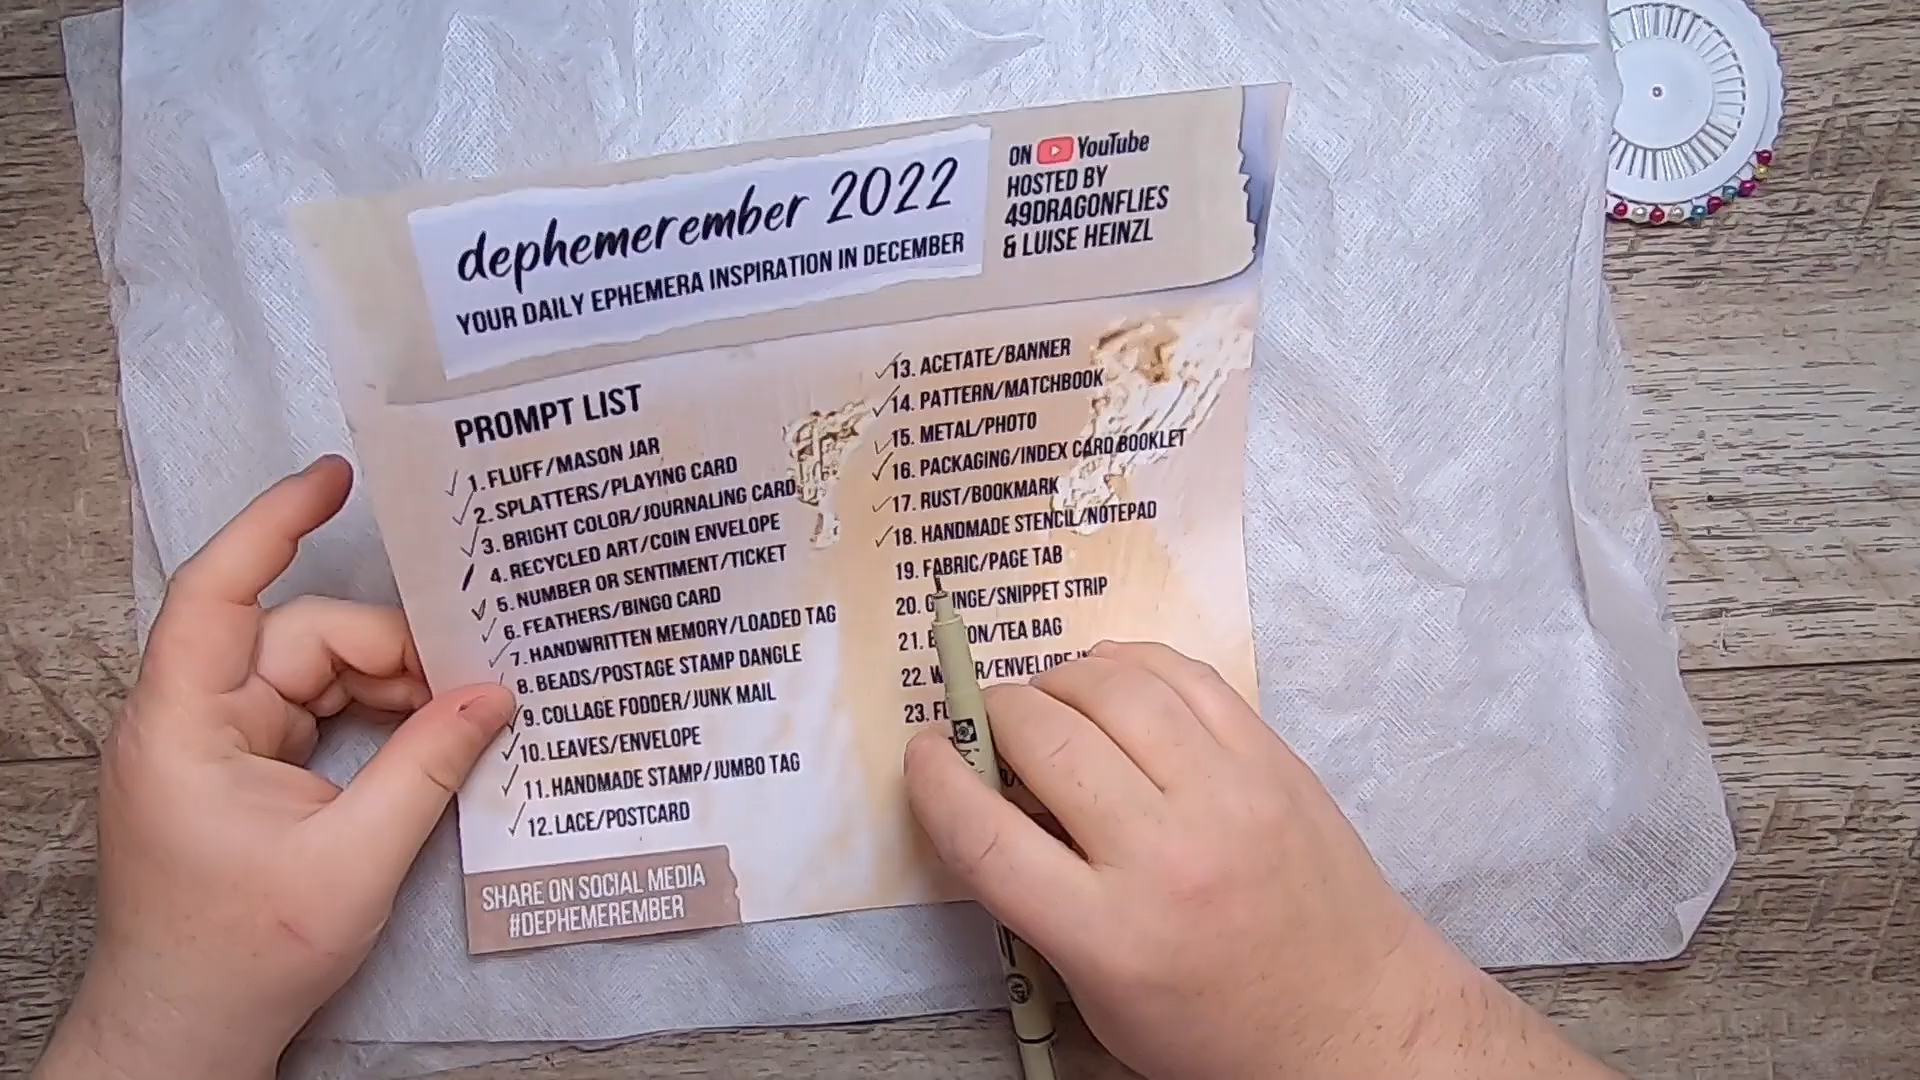 dephemerember 2022
YOUR DAILY EPHEMERA INSPIRATION IN DECEMBER
ON YouTube
HOSTED BY
49DRAGONFLIES
& LUISE HEINZL
PROMPT LIST
1. FLUFF/MASON JAR
2. SPLATTERS/PLAYING CARD
3. BRIGHT COLOR/JOURNALING CARD
4. RECYCLED ART/COIN ENVELOPE
5. NUMBER OR SENTIMENT/TICKET
6. FEATHERS/BINGO CARD
7. HANDWRITTEN MEMORY/LOADED TAG
8. BEADS/POSTAGE STAMP DANGLE
9. COLLAGE FODDER/JUNK MAIL
10. LEAVES/ENVELOPE
11. HANDMADE STAMP/JUMBO TAG
12. LACE/POSTCARD
13. ACETATE/BANNER
14. PATTERN/MATCHBOOK
15. METAL/PHOTO
16. PACKAGING/INDEX CARD BOOKLET
17. RUST/BOOKMARK
18. HANDMADE STENCIL/NOTEPAD
19. FABRIC/PAGE TAB
20. /SNIPPET STRIP
21. /TEA BAG
22. /ENVELOPE
23.
SHARE ON SOCIAL MEDIA
#DEPHEMEREMBER